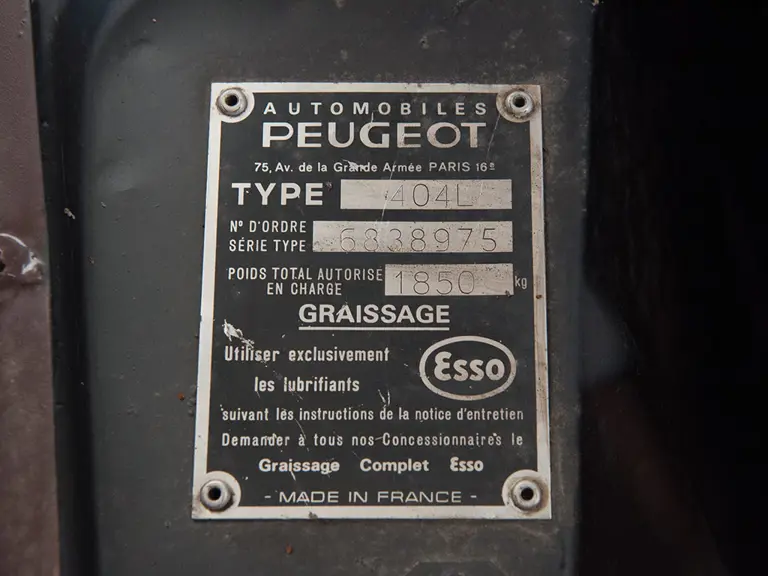 AUTOMOBILES
PEUGEOT
75, Av. de la Grande Armée PARIS 16e
TYPE 404L
N° D'ORDRE
SÉRIE TYPE 6838975
POIDS TOTAL AUTORISE
EN CHARGE 1850 kg
GRAISSAGE
Utiliser exclusivement
les lubrifiants Esso
suivant les instructions de la notice d'entretien
Demander à tous nos Concessionnaires le
Graissage Complet Esso
- MADE IN FRANCE -